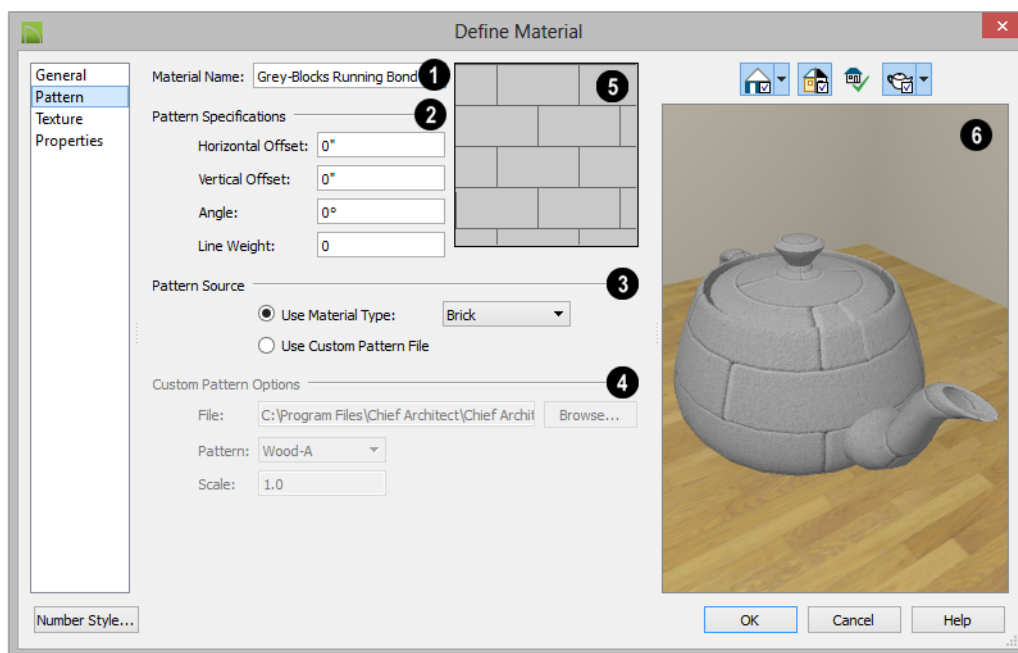 Define Material
General
Pattern
Texture
Properties
Material Name: Grey-Blocks Running Bond 1
Pattern Specifications 2
Horizontal Offset: 0"
Vertical Offset: 0"
Angle: 0°
Line Weight: 0
5
6
Pattern Source 3
Use Material Type: Brick
Use Custom Pattern File
Custom Pattern Options 4
File: C:\Program Files\Chief Architect\Chief Archit Browse...
Pattern: Wood-A
Scale: 1.0
Number Style... OK Cancel Help